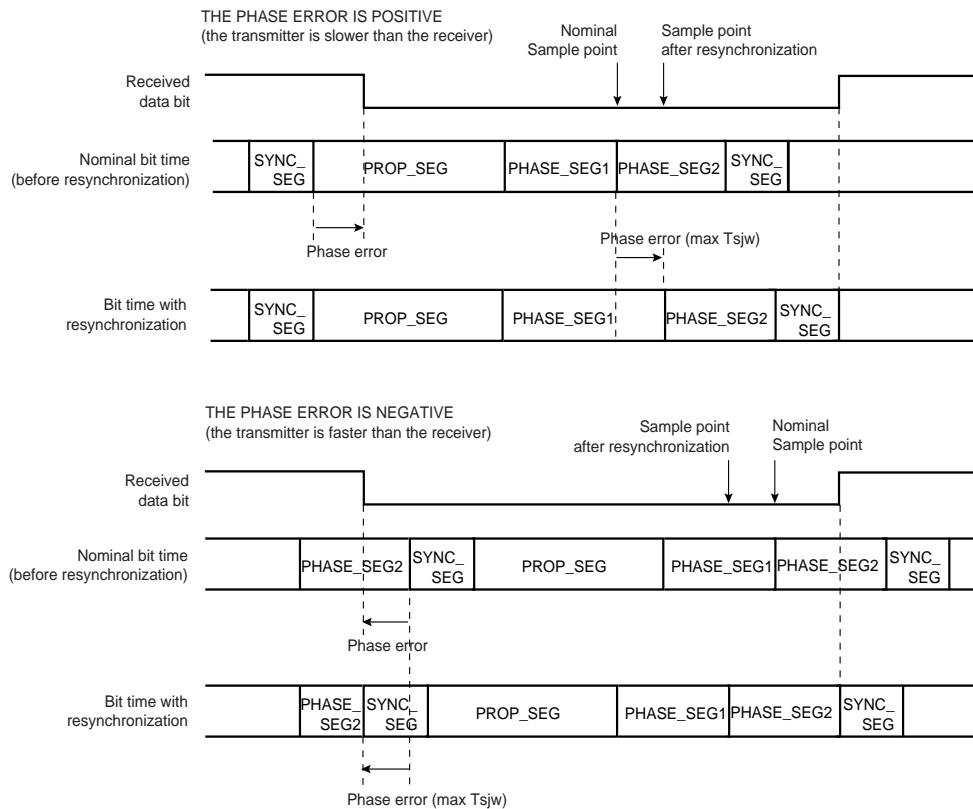 THE PHASE ERROR IS POSITIVE
(the transmitter is slower than the receiver)
Nominal
Sample point
Sample point
after resynchronization
Received
data bit
Nominal bit time
(before resynchronization)
SYNC_
SEG
PROP_SEG
PHASE_SEG1
PHASE_SEG2
SYNC_
SEG
Phase error
Phase error (max Tsjw)
Bit time with
resynchronization
SYNC_
SEG
PROP_SEG
PHASE_SEG1
PHASE_SEG2
SYNC_
SEG
THE PHASE ERROR IS NEGATIVE
(the transmitter is faster than the receiver)
Sample point
after resynchronization
Nominal
Sample point
Received
data bit
Nominal bit time
(before resynchronization)
PHASE_SEG2
SYNC_
SEG
PROP_SEG
PHASE_SEG1
PHASE_SEG2
SYNC_
SEG
Phase error
Bit time with
resynchronization
PHASE_
SEG2
SYNC_
SEG
PROP_SEG
PHASE_SEG1
PHASE_SEG2
SYNC_
SEG
Phase error (max Tsjw)